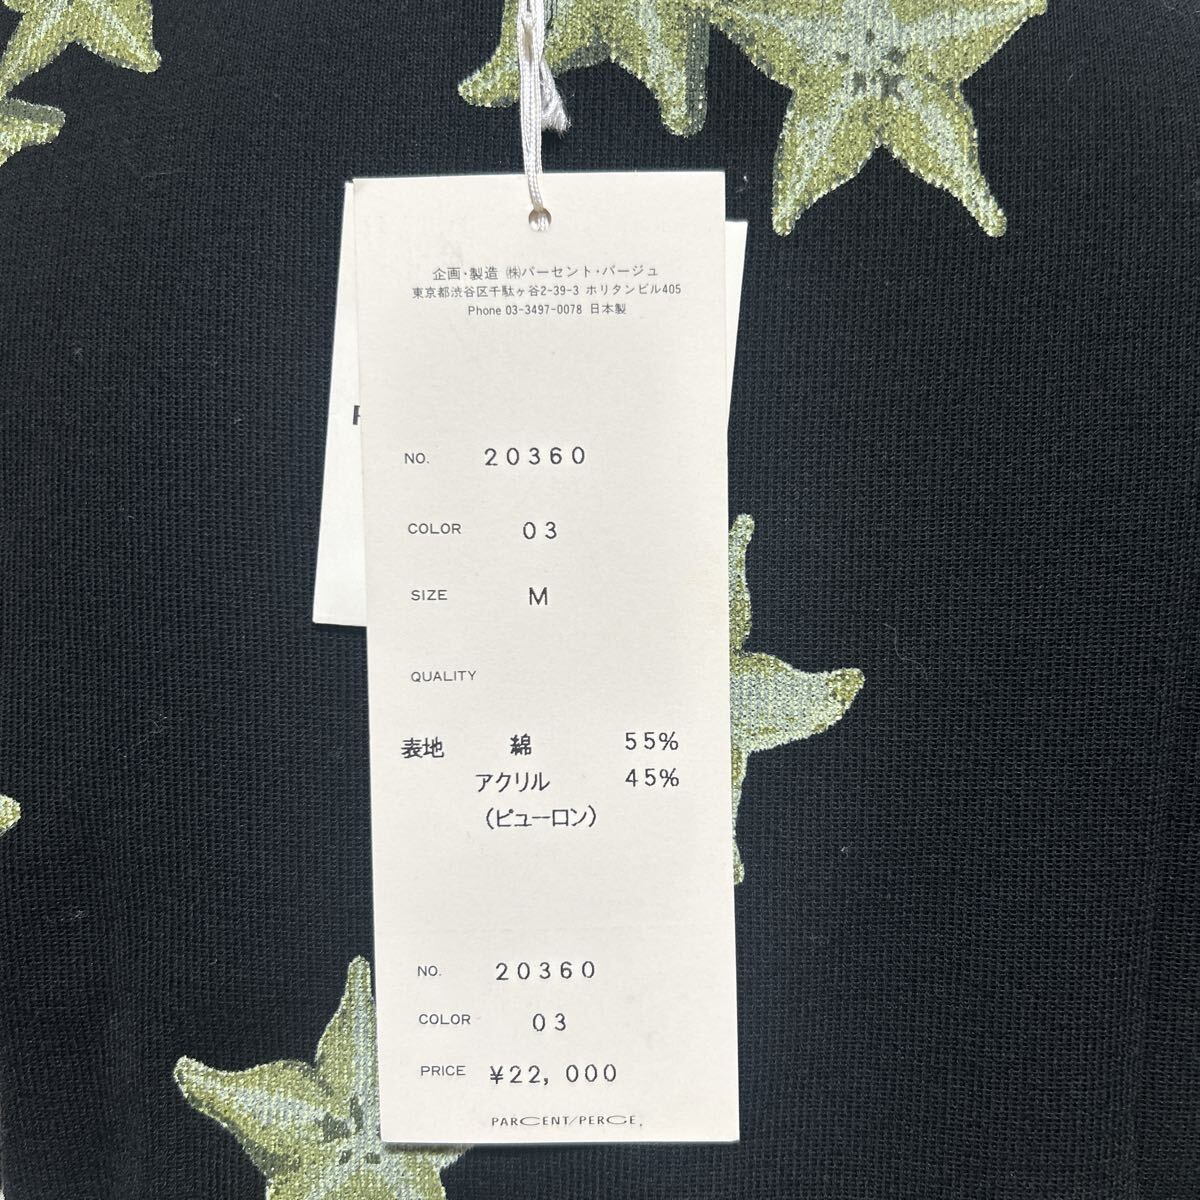 企画・製造 ㈱パーセント・パージュ
東京都渋谷区千駄ヶ谷2-39-3 ホリタンビル405
Phone 03-3497-0078 日本製
NO. 20360
COLOR 03
SIZE M
QUALITY
表地 綿 55%
アクリル 45%
(ピューロン)
NO. 20360
COLOR 03
PRICE ¥22,000
PARCENT/PERGE,